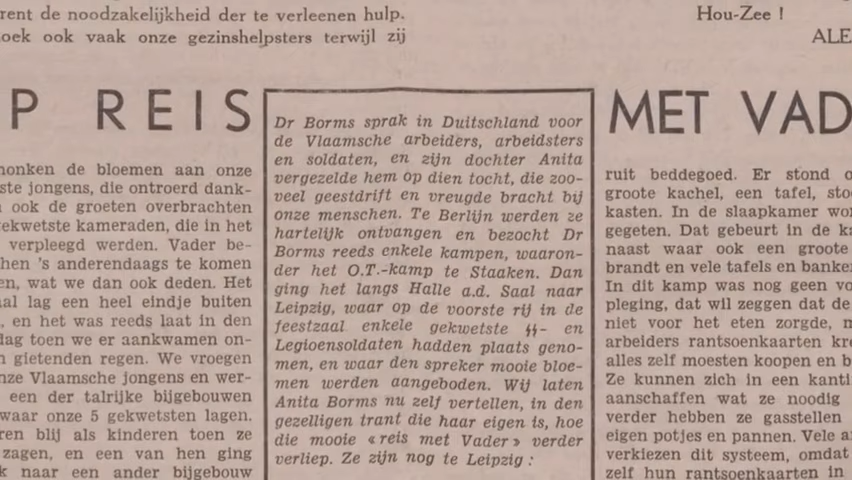 rent de noodzakelijkheid der te verleenen hulp.
oek ook vaak onze gezinshelpsters terwijl zij
Hou-Zee !
ALE
P REIS
honken de bloemen aan onze
ste jongens, die ontroerd dank-
ook de groeten overbrachten
ekwetste kameraden, die in het
verpleegd werden. Vader be-
hen 's anderendaags te komen
en, wat we dan ook deden. Het
al lag een heel eindje buiten
, en het was reeds laat in den
dag toen we er aankwamen on-
n gietenden regen. We vroegen
nze Vlaamsche jongens en wer-
een der talrijke bijgebouwen
waar onze 5 gekwetsten lagen.
ren blij als kinderen toen ze
zagen, en een van hen ging
k naar een ander bijgebouw
Dr Borms sprak in Duitschland voor
de Vlaamsche arbeiders, arbeidsters
en soldaten, en zijn dochter Anita
vergezelde hem op dien tocht, die zoo-
veel geestdrift en vreugde bracht bij
onze menschen. Te Berlijn werden ze
hartelijk ontvangen en bezocht Dr
Borms reeds enkele kampen, waaron-
der het O.T.-kamp te Staaken. Dan
ging het langs Halle a.d. Saal naar
Leipzig, waar op de voorste rij in de
feestzaal enkele gekwetste ᛋᛋ- en
Legioensoldaten hadden plaats geno-
men, en waar den spreker mooie bloe-
men werden aangeboden. Wij laten
Anita Borms nu zelf vertellen, in den
gezelligen trant die haar eigen is, hoe
die mooie « reis met Vader » verder
verliep. Ze zijn nog te Leipzig :
MET VAD
ruit beddegoed. Er stond o
groote kachel, een tafel, stoe
kasten. In de slaapkamer wor
gegeten. Dat gebeurt in de ka
naast waar ook een groote
brandt en vele tafels en banken
In dit kamp was nog geen vo
pleging, dat wil zeggen dat de
niet voor het eten zorgde, m
arbeiders rantsoenkaarten kre
alles zelf moesten koopen en b
Ze kunnen zich in een kanti
aanschaffen wat ze noodig
verder hebben ze gasstellen
eigen potjes en pannen. Vele a
verkiezen dit systeem, omdat
zelf hun rantsoenkaarten in